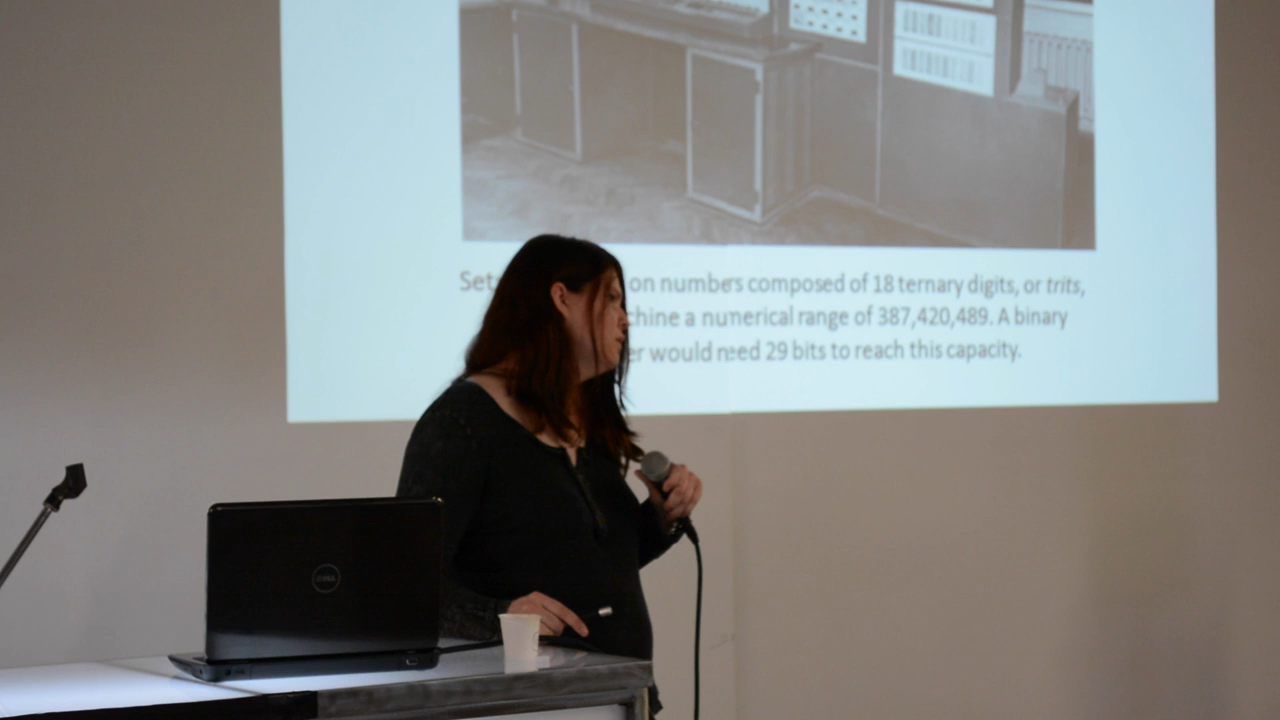 Set on numbers composed of 18 ternary digits, or trits,
chine a numerical range of 387,420,489. A binary
er would need 29 bits to reach this capacity.
DELL